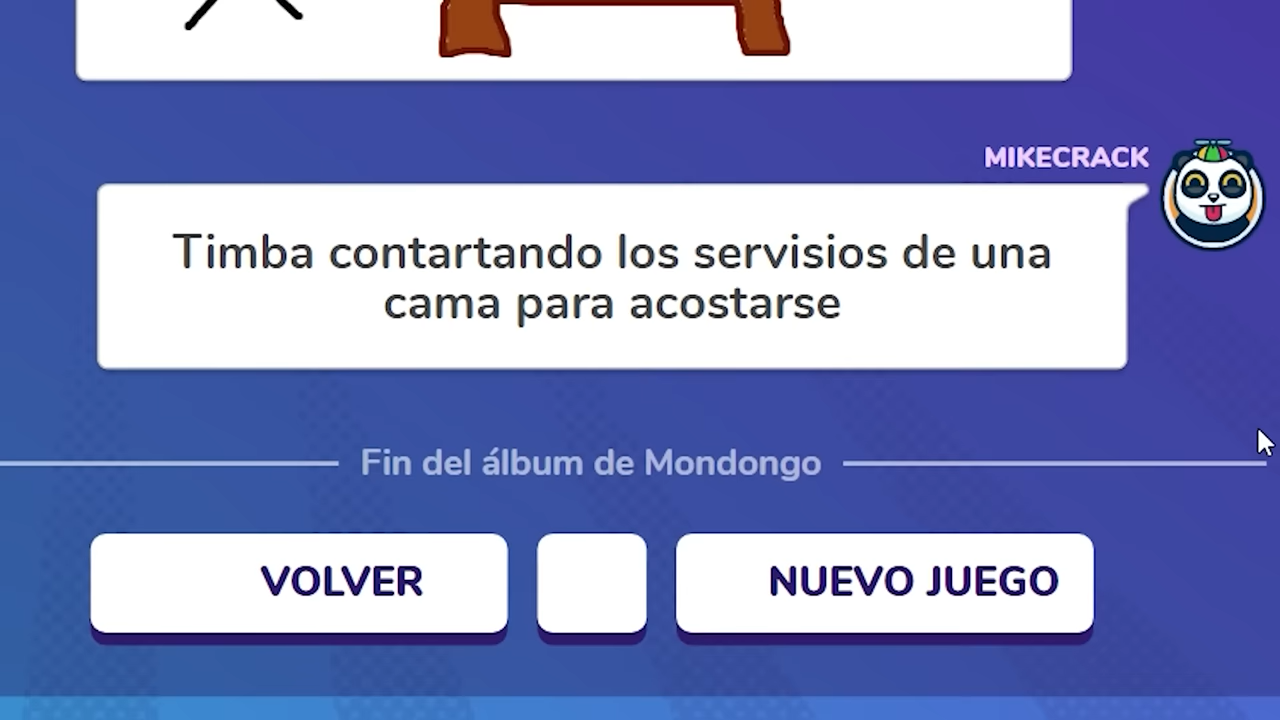 MIKECRACK
Timba contartando los servisios de una
cama para acostarse
Fin del álbum de Mondongo
VOLVER
NUEVO JUEGO